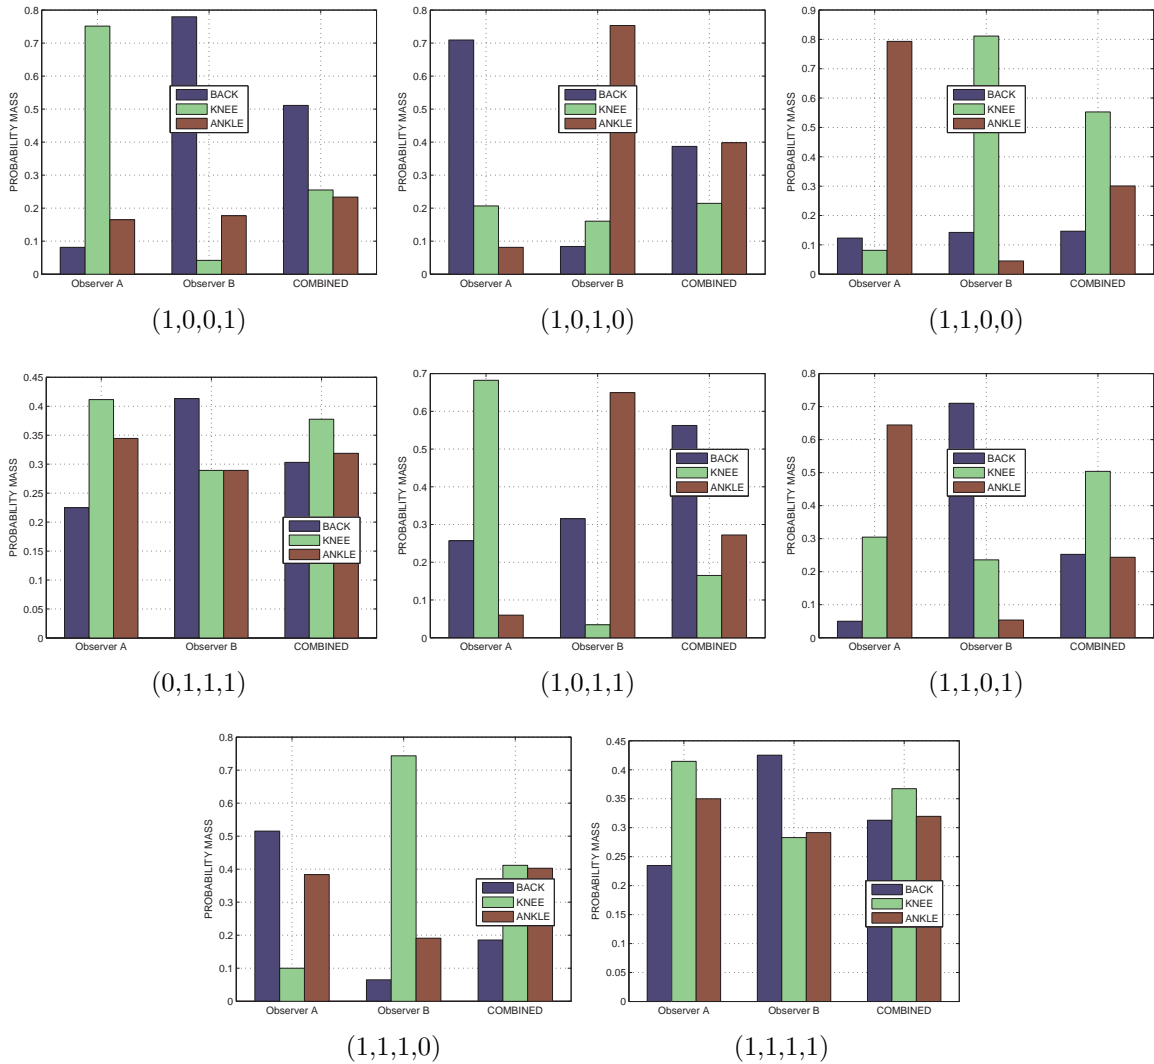 PROBABILITY MASS
0.8
0.7
0.6
0.5
0.4
0.3
0.2
0.1
0
BACK
KNEE
ANKLE
Observer A Observer B COMBINED
(1,0,0,1)
PROBABILITY MASS
0.8
0.7
0.6
0.5
0.4
0.3
0.2
0.1
0
BACK
KNEE
ANKLE
Observer A Observer B COMBINED
(1,0,1,0)
PROBABILITY MASS
0.9
0.8
0.7
0.6
0.5
0.4
0.3
0.2
0.1
0
BACK
KNEE
ANKLE
Observer A Observer B COMBINED
(1,1,0,0)
PROBABILITY MASS
0.45
0.4
0.35
0.3
0.25
0.2
0.15
0.1
0.05
0
BACK
KNEE
ANKLE
Observer A Observer B COMBINED
(0,1,1,1)
PROBABILITY MASS
0.7
0.6
0.5
0.4
0.3
0.2
0.1
0
BACK
KNEE
ANKLE
Observer A Observer B COMBINED
(1,0,1,1)
PROBABILITY MASS
0.8
0.7
0.6
0.5
0.4
0.3
0.2
0.1
0
BACK
KNEE
ANKLE
Observer A Observer B COMBINED
(1,1,0,1)
PROBABILITY MASS
0.8
0.7
0.6
0.5
0.4
0.3
0.2
0.1
0
BACK
KNEE
ANKLE
Observer A Observer B COMBINED
(1,1,1,0)
PROBABILITY MASS
0.45
0.4
0.35
0.3
0.25
0.2
0.15
0.1
0.05
0
BACK
KNEE
ANKLE
Observer A Observer B COMBINED
(1,1,1,1)